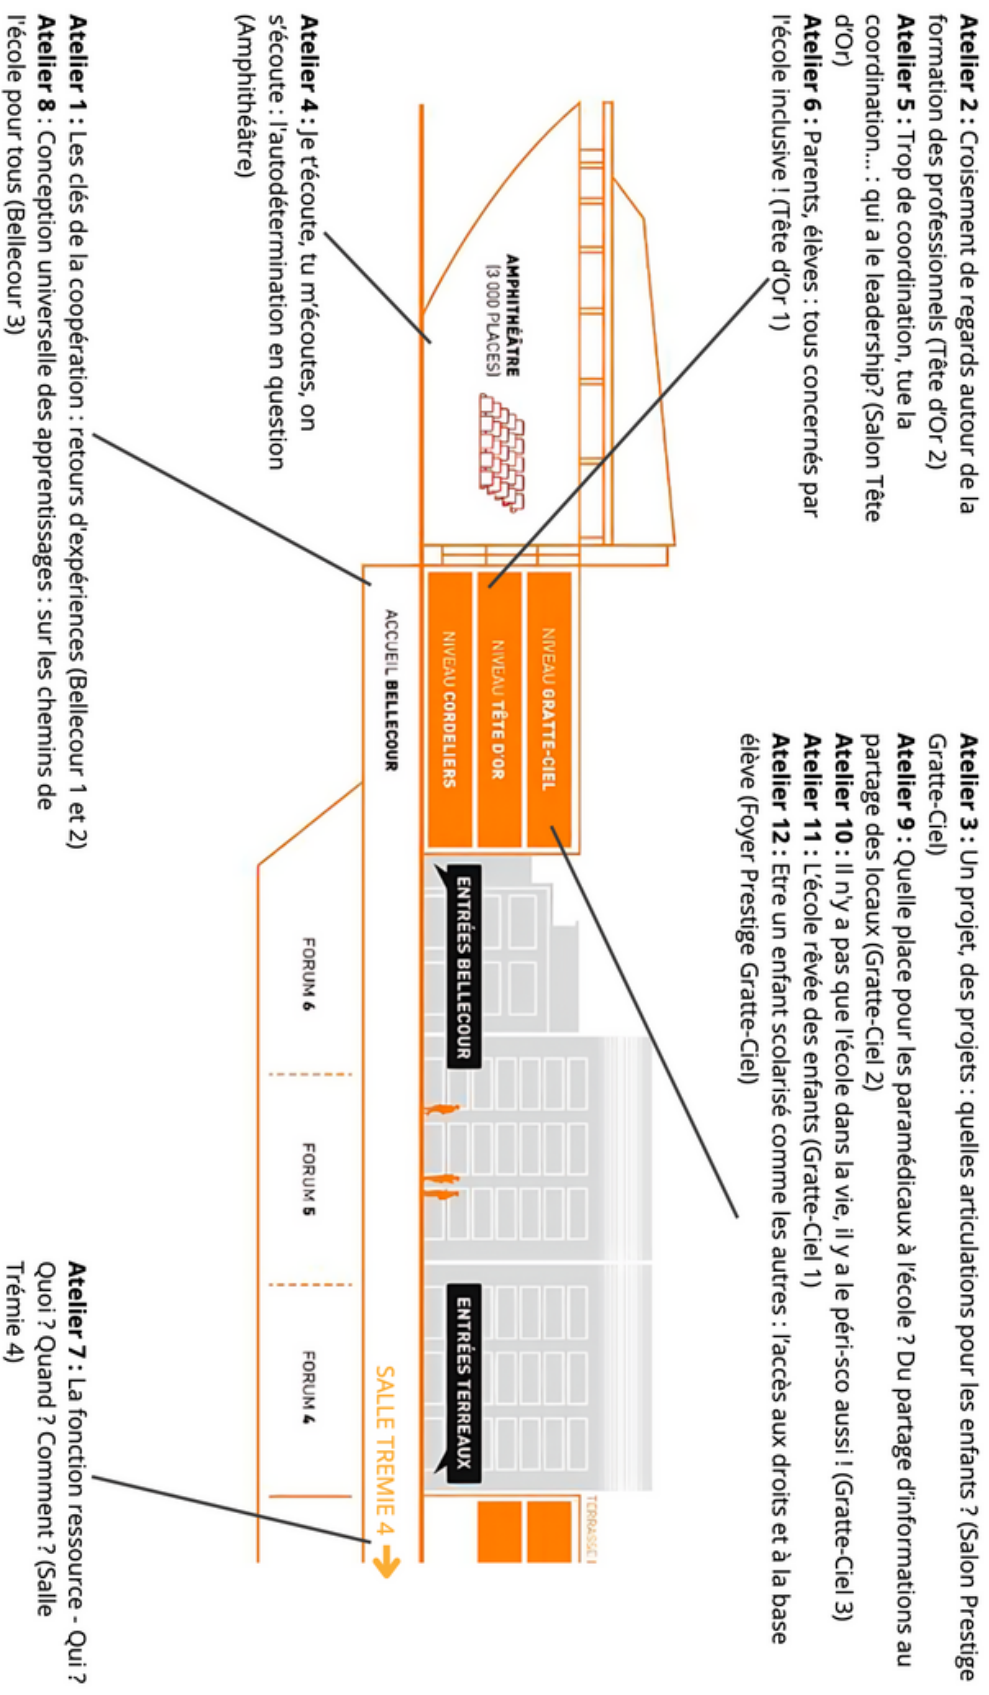 Atelier 2 : Croisement de regards autour de la
formation des professionnels (Tête d'Or 2)
Atelier 5 : Trop de coordination, tue la
coordination... : qui a le leadership? (Salon Tête
d'Or)
Atelier 6 : Parents, élèves : tous concernés par
l'école inclusive ! (Tête d'Or 1)
Atelier 3 : Un projet, des projets : quelles articulations pour les enfants ? (Salon Prestige
Gratte-Ciel)
Atelier 9 : Quelle place pour les paramédicaux à l'école ? Du partage d'informations au
partage des locaux (Gratte-Ciel 2)
Atelier 10 : Il n'y a pas que l'école dans la vie, il y a le péri-sco aussi ! (Gratte-Ciel 3)
Atelier 11 : L'école rêvée des enfants (Gratte-Ciel 1)
Atelier 12 : Etre un enfant scolarisé comme les autres : l'accès aux droits et à la base
élève (Foyer Prestige Gratte-Ciel)
AMPHITHÉÂTRE
(3 000 PLACES)
NIVEAU GRATTE-CIEL
NIVEAU TÊTE D'OR
NIVEAU CORDELIERS
ACCUEIL BELLECOUR
ENTRÉES BELLECOUR
ENTRÉES TERREAUX
SALLE TREMIE 4
FORUM 6
FORUM 5
FORUM 4
Atelier 4 : Je t'écoute, tu m'écoutes, on
s'écoute : l'autodétermination en question
(Amphithéâtre)
Atelier 1 : Les clés de la coopération : retours d'expériences (Bellecour 1 et 2)
Atelier 8 : Conception universelle des apprentissages : sur les chemins de
l'école pour tous (Bellecour 3)
Atelier 7 : La fonction ressource - Qui ?
Quoi ? Quand ? Comment ? (Salle
Trémie 4)